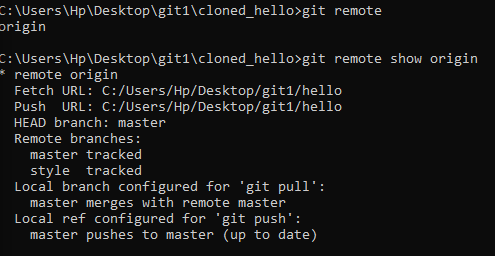 C:\Users\Hp\Desktop\git1\cloned_hello>git remote
origin
C:\Users\Hp\Desktop\git1\cloned_hello>git remote show origin
* remote origin
  Fetch URL: C:/Users/Hp/Desktop/git1/hello
  Push  URL: C:/Users/Hp/Desktop/git1/hello
  HEAD branch: master
  Remote branches:
    master tracked
    style  tracked
  Local branch configured for 'git pull':
    master merges with remote master
  Local ref configured for 'git push':
    master pushes to master (up to date)